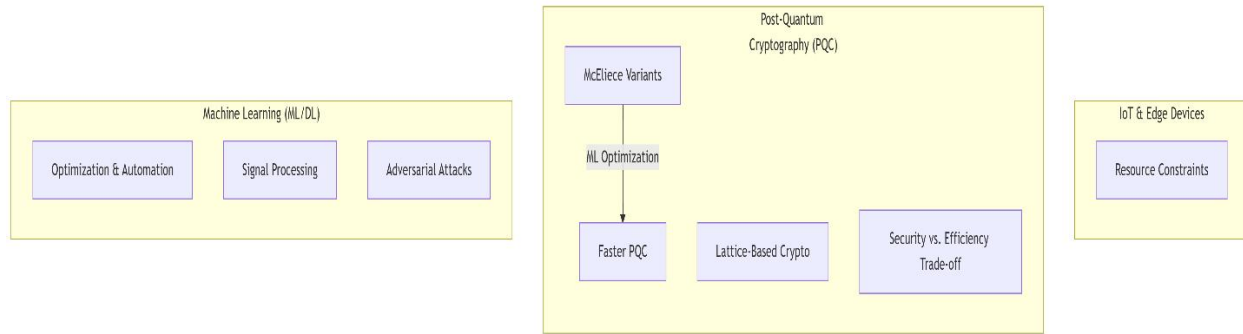 Machine Learning (ML/DL)
Optimization & Automation
Signal Processing
Adversarial Attacks
Post-Quantum
Cryptography (PQC)
McEliece Variants
ML Optimization
Faster PQC
Lattice-Based Crypto
Security vs. Efficiency
Trade-off
IoT & Edge Devices
Resource Constraints